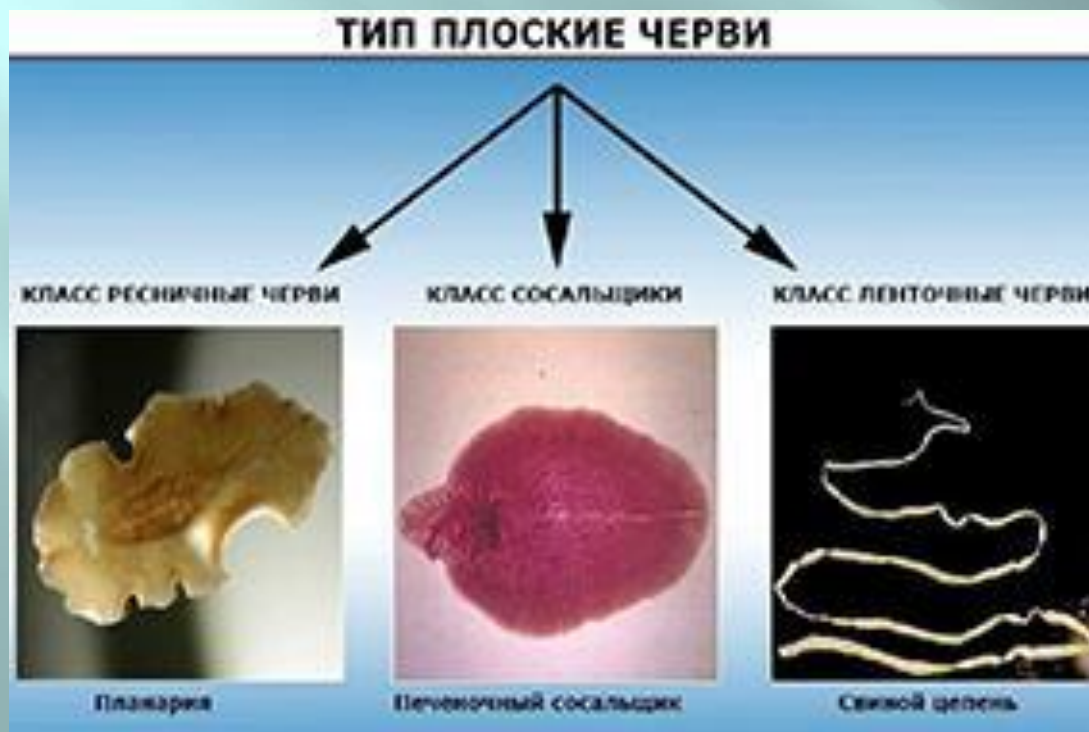 ТИП ПЛОСКИЕ ЧЕРВИ
КЛАСС РЕСНИЧНЫЕ ЧЕРВИ
КЛАСС СОСАЛЬЩИКИ
КЛАСС ЛЕНТОЧНЫЕ ЧЕРВИ
Планария
Печеночный сосальщик
Свиной цепень